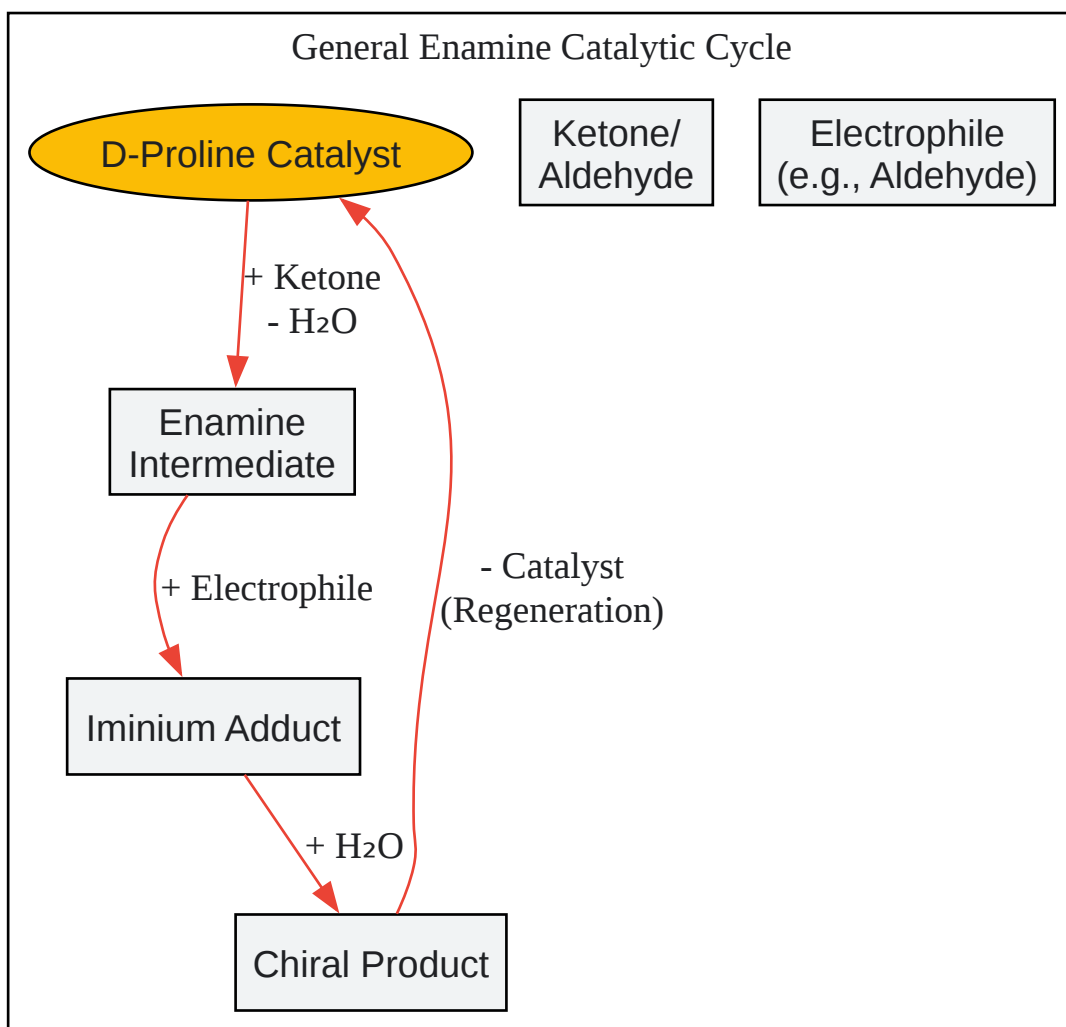 General Enamine Catalytic Cycle
D-Proline Catalyst
Ketone/
Aldehyde
Electrophile
(e.g., Aldehyde)
+ Ketone
- H₂O
Enamine
Intermediate
+ Electrophile
- Catalyst
(Regeneration)
Iminium Adduct
+ H₂O
Chiral Product